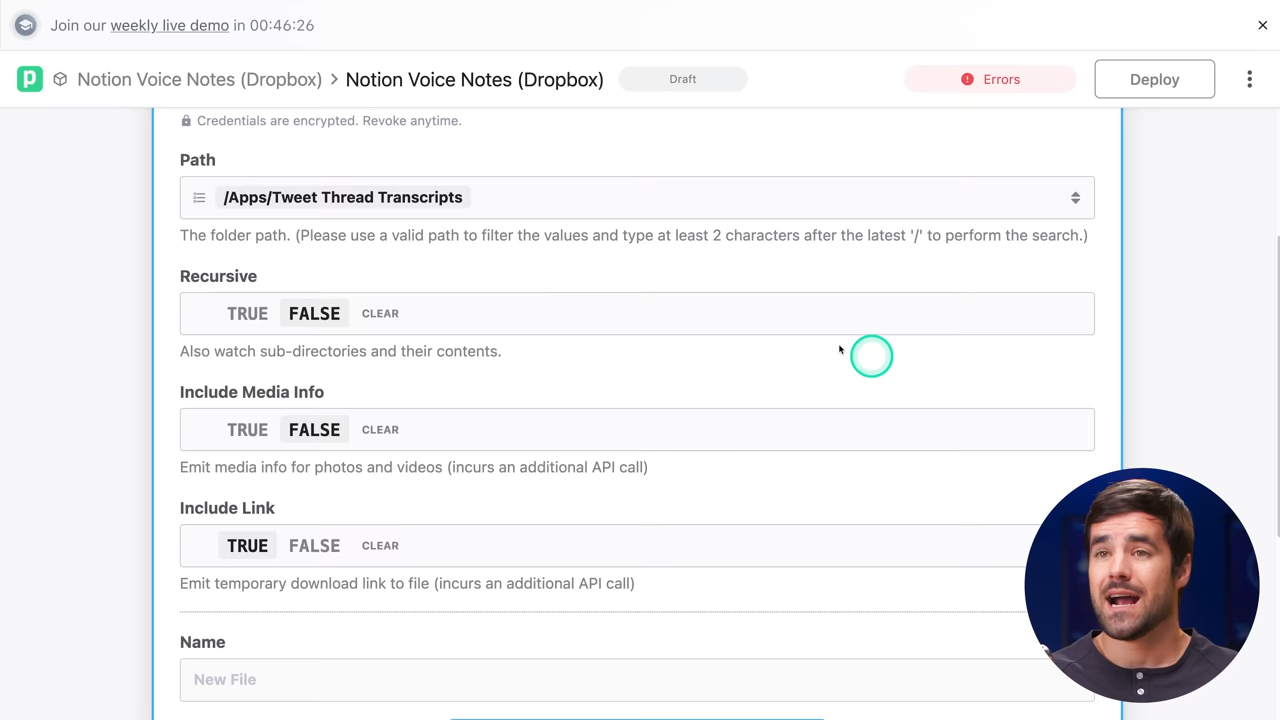 Join our weekly live demo in 00:46:26
Notion Voice Notes (Dropbox) > Notion Voice Notes (Dropbox) Draft Errors Deploy
Credentials are encrypted. Revoke anytime.
Path
/Apps/Tweet Thread Transcripts
The folder path. (Please use a valid path to filter the values and type at least 2 characters after the latest '/' to perform the search.)
Recursive
TRUE FALSE CLEAR
Also watch sub-directories and their contents.
Include Media Info
TRUE FALSE CLEAR
Emit media info for photos and videos (incurs an additional API call)
Include Link
TRUE FALSE CLEAR
Emit temporary download link to file (incurs an additional API call)
Name
New File